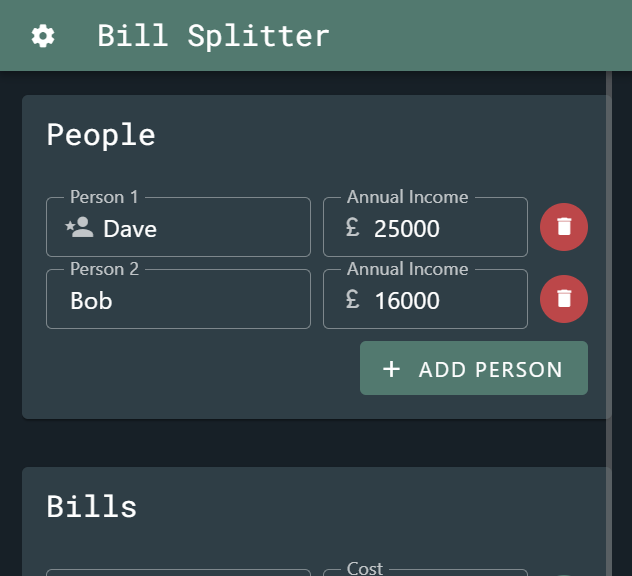 Bill Splitter
People
Person 1 Annual Income
Dave £ 25000
Person 2 Annual Income
Bob £ 16000
+ ADD PERSON
Bills
Cost